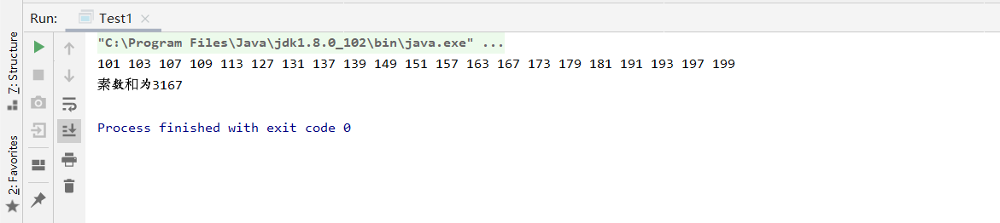 Run: Test1
"C:\Program Files\Java\jdk1.8.0_102\bin\java.exe" ...
101 103 107 109 113 127 131 137 139 149 151 157 163 167 173 179 181 191 193 197 199
素数和为3167
Process finished with exit code 0
7: Structure
2: Favorites